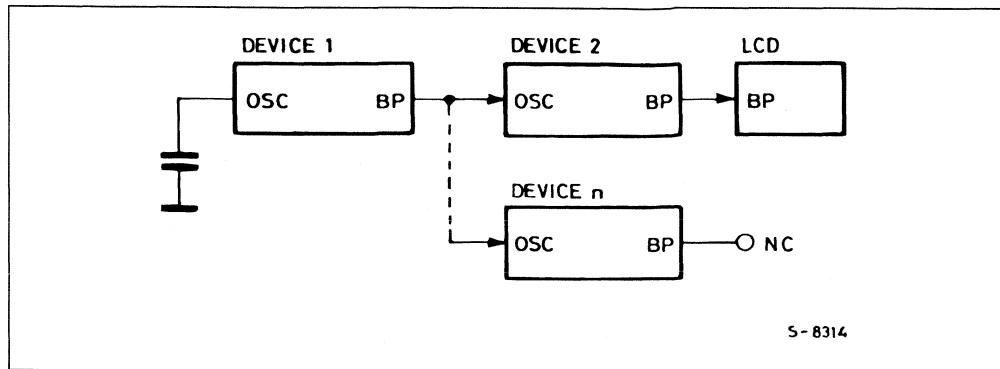 DEVICE 1 DEVICE 2 LCD
OSC BP OSC BP BP
DEVICE n
OSC BP NC
S-8314